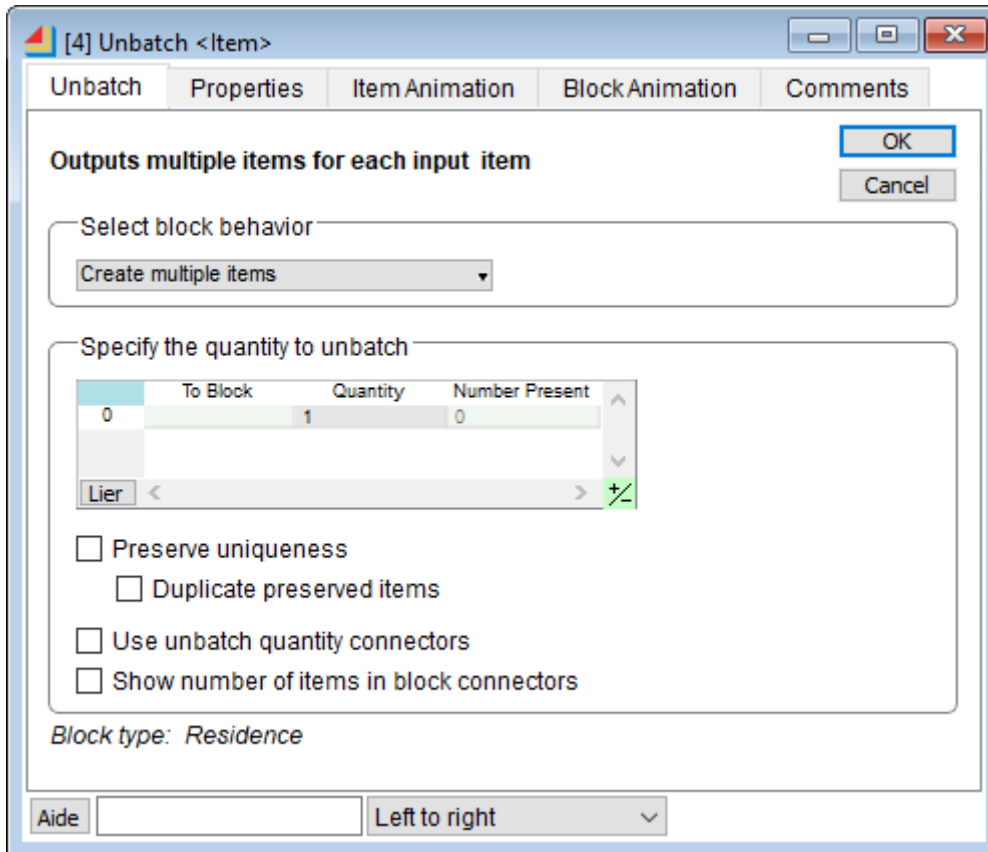 [4] Unbatch <Item>
Unbatch Properties Item Animation Block Animation Comments
OK
Outputs multiple items for each input item
Cancel
Select block behavior
Create multiple items
Specify the quantity to unbatch
To Block Quantity Number Present
0 1 0
Lier
Preserve uniqueness
Duplicate preserved items
Use unbatch quantity connectors
Show number of items in block connectors
Block type: Residence
Aide Left to right